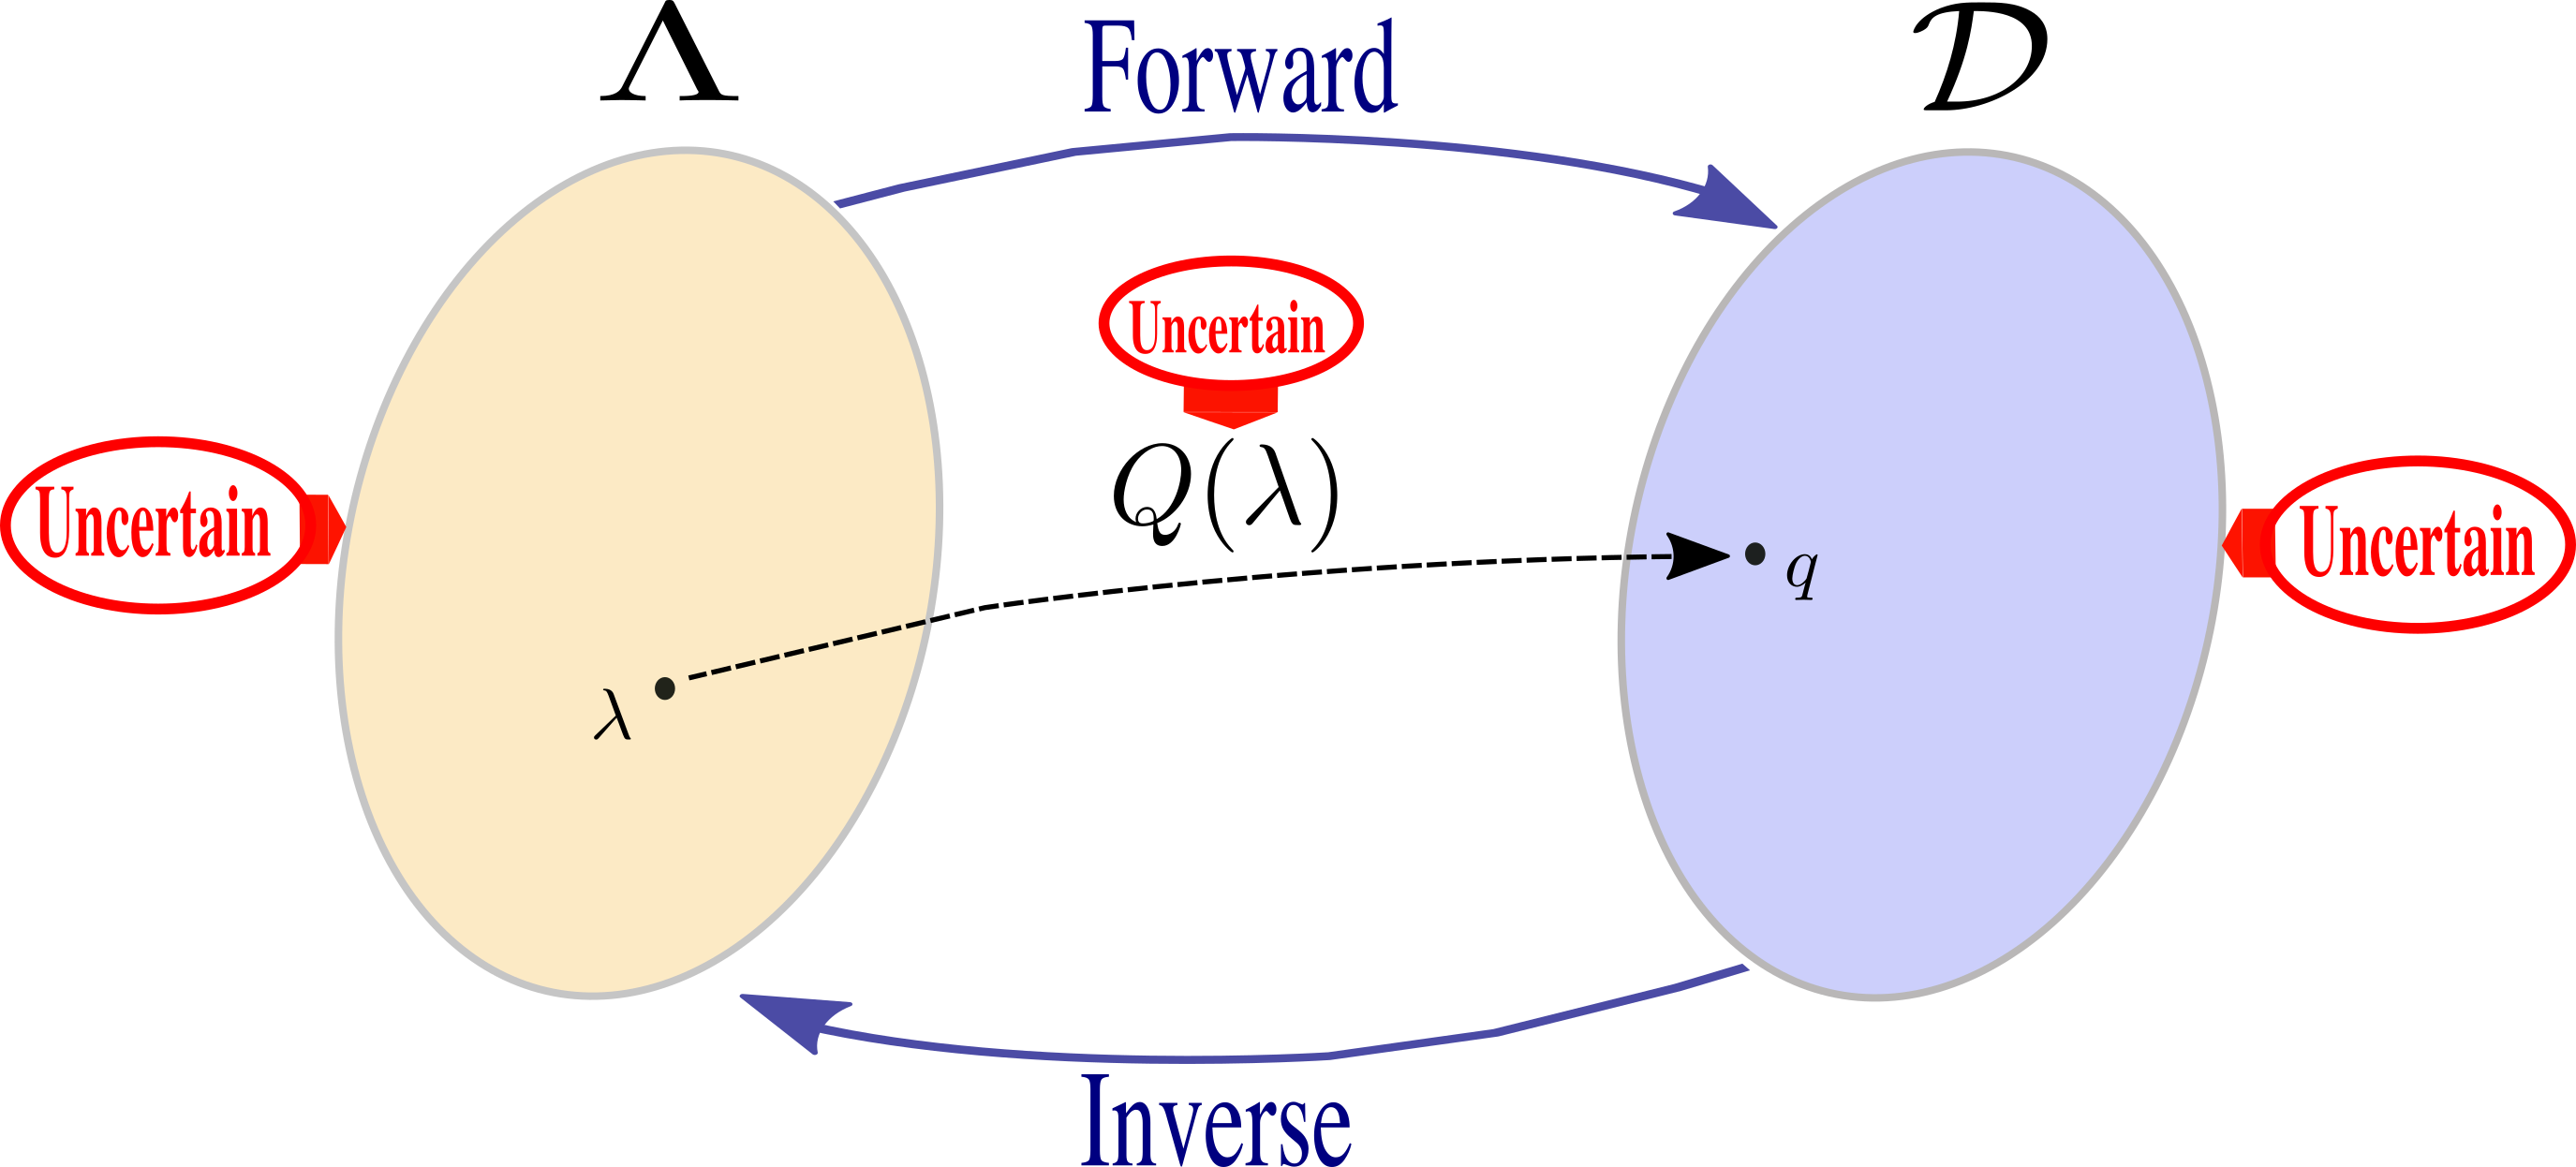 Λ
Forward
𝒟
Uncertain
Q(λ)
Uncertain
Uncertain
q
λ
Inverse